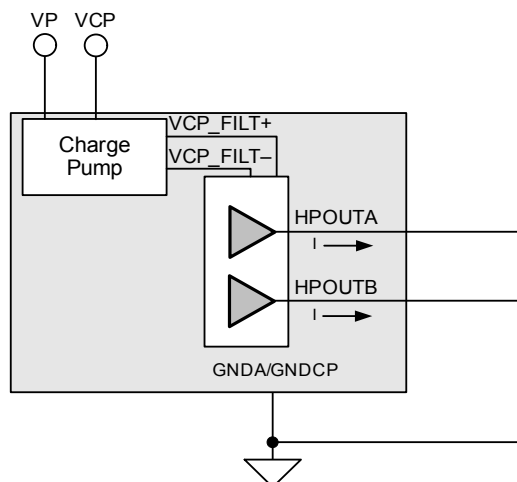 VP VCP
Charge
Pump
VCP_FILT+
VCP_FILT–
HPOUTA
I
HPOUTB
I
GNDA/GNDCP